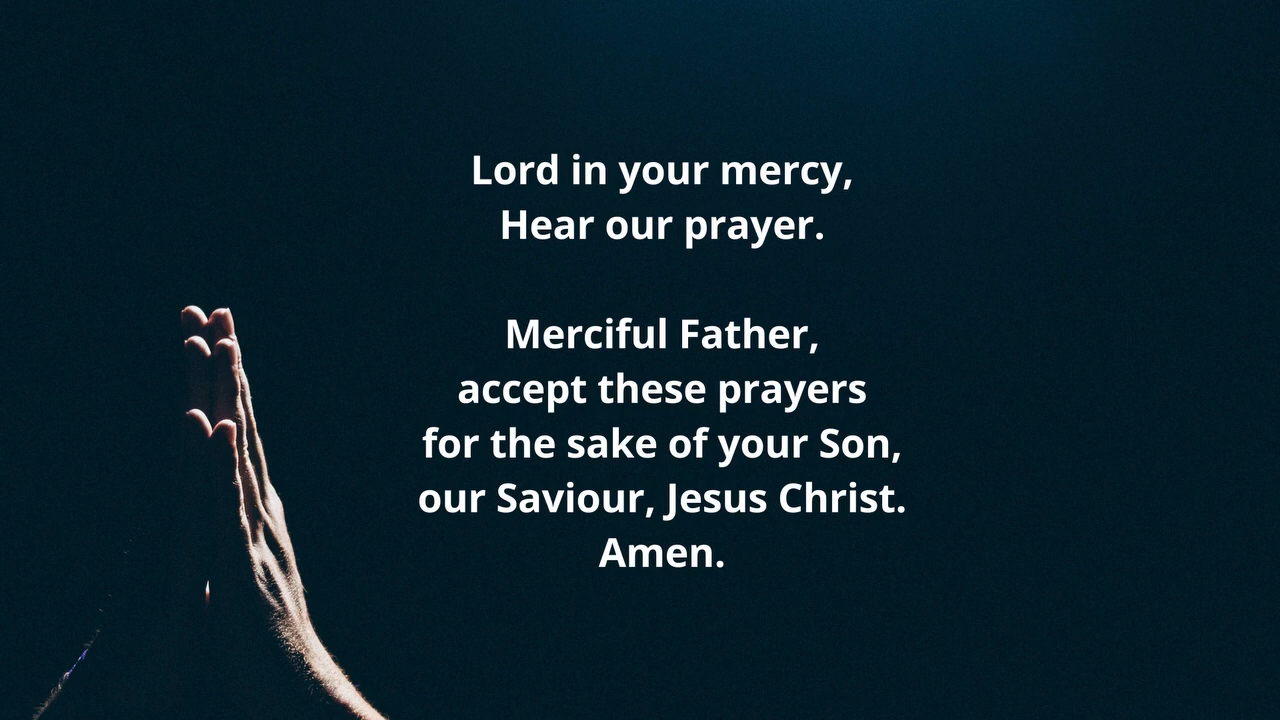 Lord in your mercy,
Hear our prayer.
Merciful Father,
accept these prayers
for the sake of your Son,
our Saviour, Jesus Christ.
Amen.